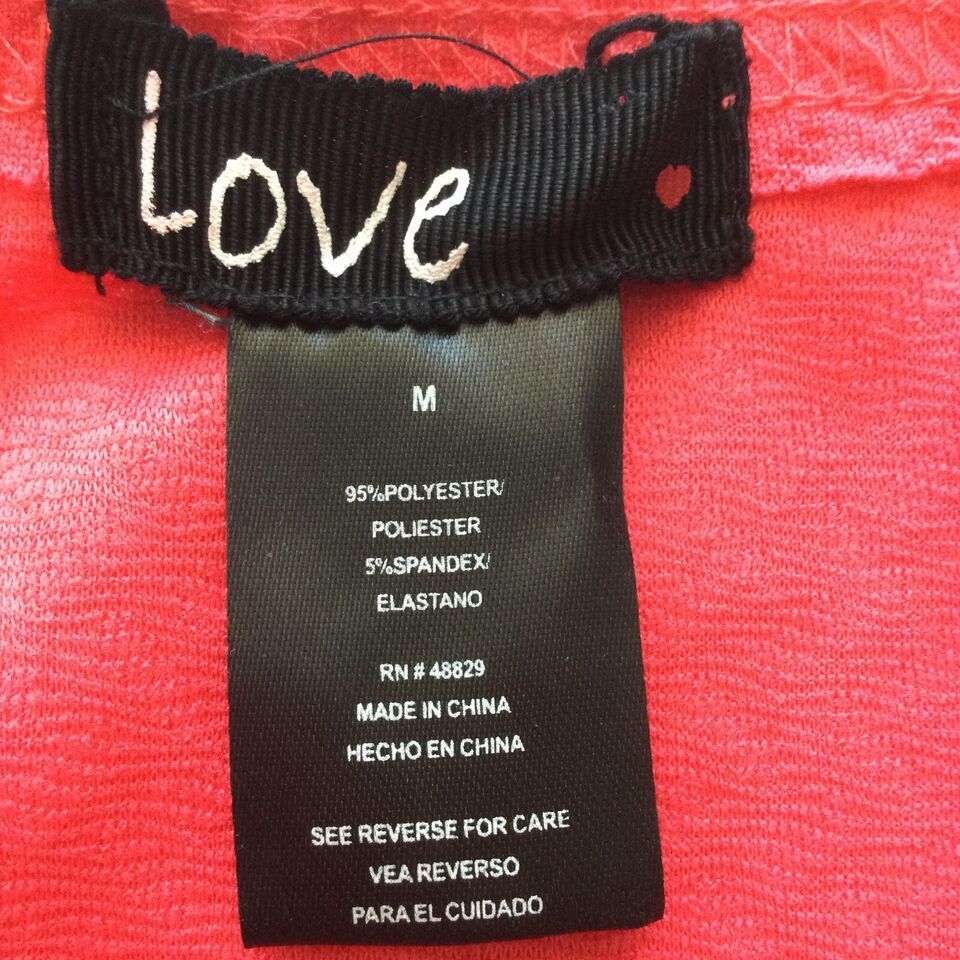 Love
M
95%POLYESTER/
POLIESTER
5%SPANDEX/
ELASTANO
RN # 48829
MADE IN CHINA
HECHO EN CHINA
SEE REVERSE FOR CARE
VEA REVERSO
PARA EL CUIDADO